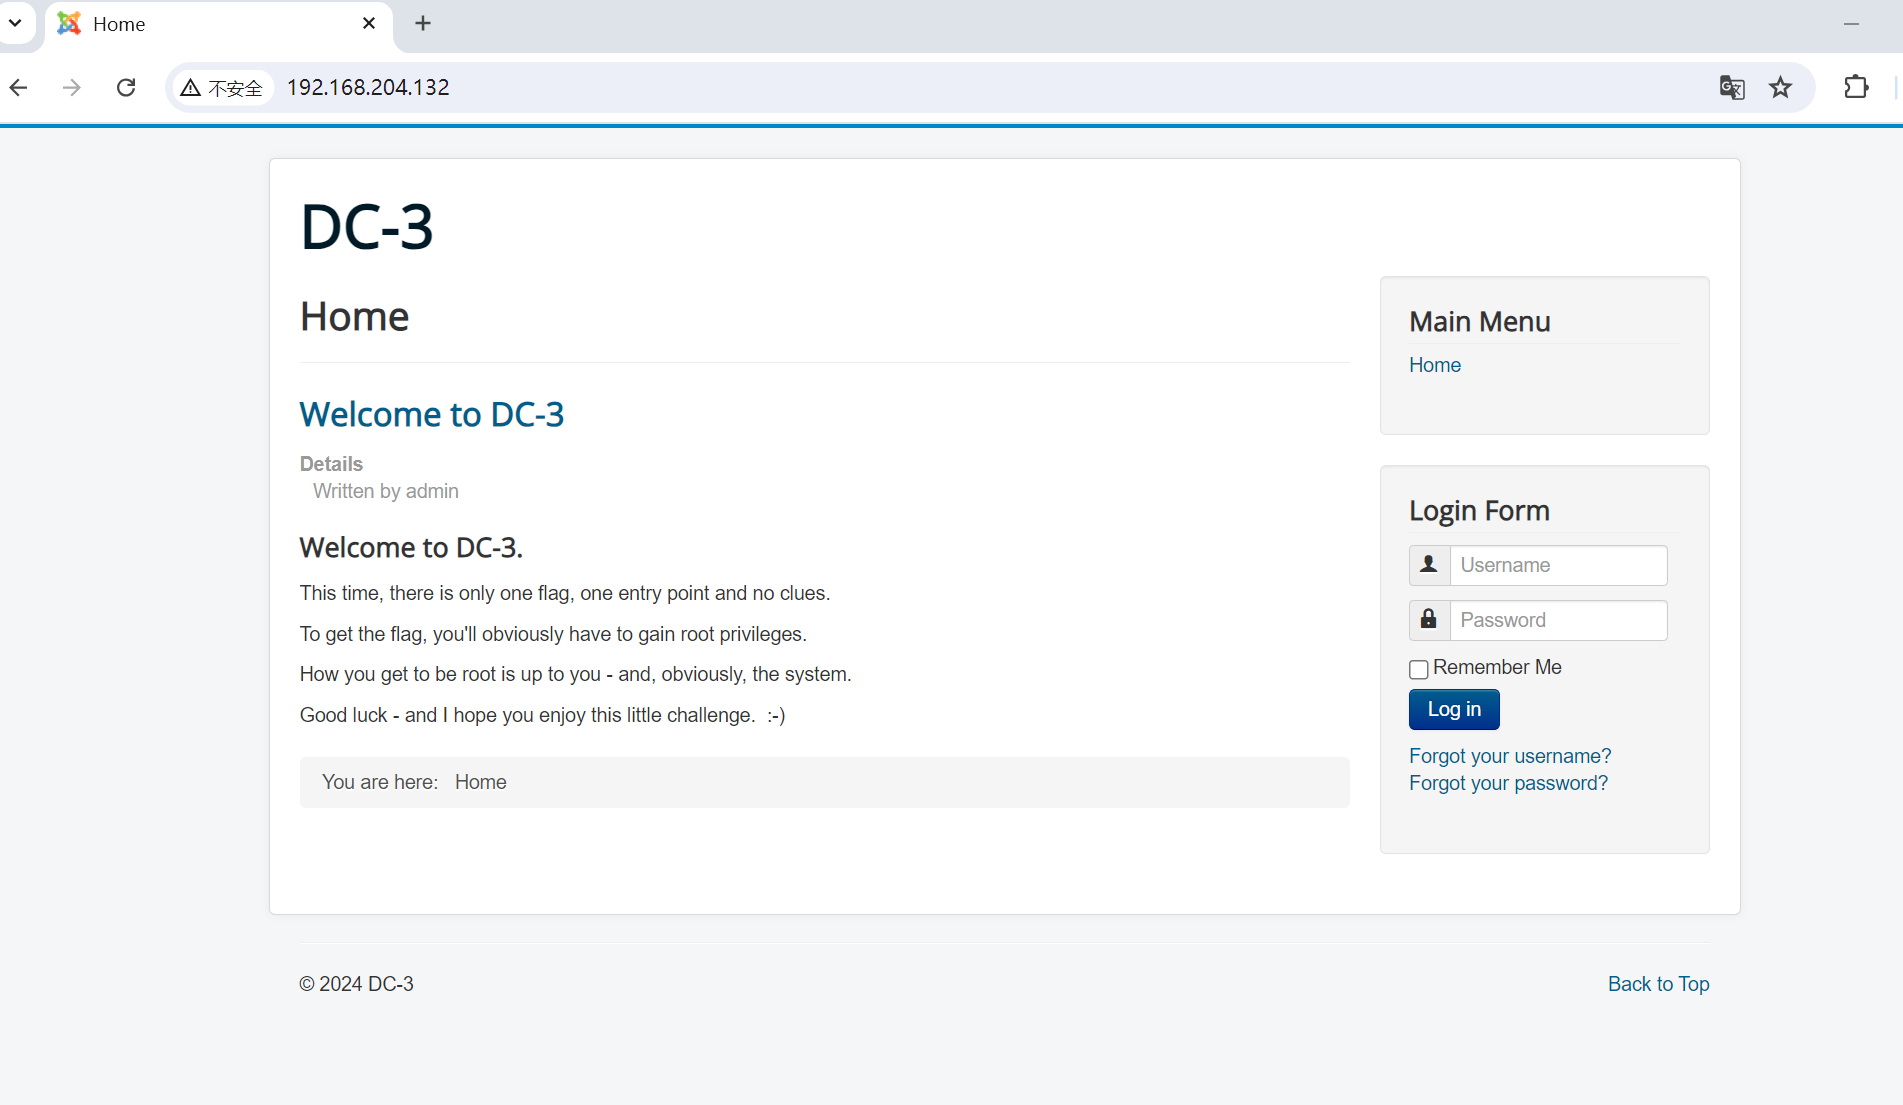 Home
不安全 192.168.204.132
DC-3
Home
Welcome to DC-3
Details
Written by admin
Welcome to DC-3.
This time, there is only one flag, one entry point and no clues.
To get the flag, you'll obviously have to gain root privileges.
How you get to be root is up to you - and, obviously, the system.
Good luck - and I hope you enjoy this little challenge.  :-)
You are here: Home
Main Menu
Home
Login Form
Username
Password
Remember Me
Log in
Forgot your username?
Forgot your password?
© 2024 DC-3
Back to Top